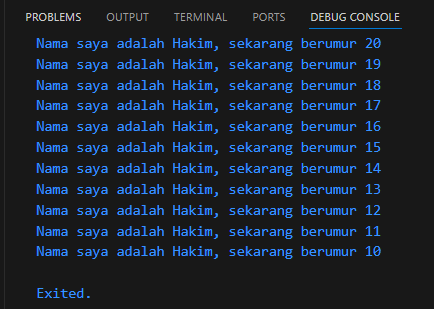 PROBLEMS OUTPUT TERMINAL PORTS DEBUG CONSOLE
Nama saya adalah Hakim, sekarang berumur 20
Nama saya adalah Hakim, sekarang berumur 19
Nama saya adalah Hakim, sekarang berumur 18
Nama saya adalah Hakim, sekarang berumur 17
Nama saya adalah Hakim, sekarang berumur 16
Nama saya adalah Hakim, sekarang berumur 15
Nama saya adalah Hakim, sekarang berumur 14
Nama saya adalah Hakim, sekarang berumur 13
Nama saya adalah Hakim, sekarang berumur 12
Nama saya adalah Hakim, sekarang berumur 11
Nama saya adalah Hakim, sekarang berumur 10
Exited.